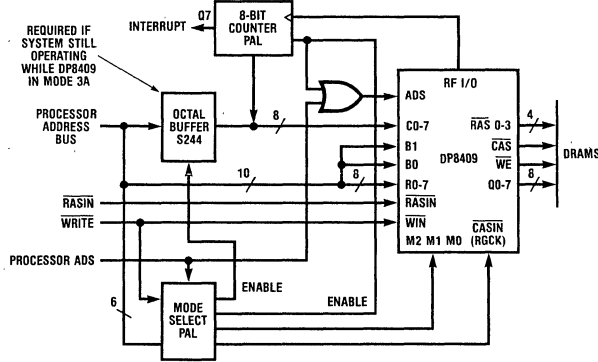 Q7
INTERRUPT
8-BIT
COUNTER
PAL
REQUIRED IF
SYSTEM STILL
OPERATING
WHILE DP8409
IN MODE 3A
PROCESSOR
ADDRESS
BUS
OCTAL
BUFFER
S244
8
10
8
RASIN
WRITE
PROCESSOR ADS
6
MODE
SELECT
PAL
ENABLE
ENABLE
RF I/O
ADS
C0-7
B1
B0
R0-7
RASIN
WIN
M2 M1 M0
CASIN
(RGCK)
DP8409
RAS 0-3
CAS
WE
Q0-7
4
8
DRAMS